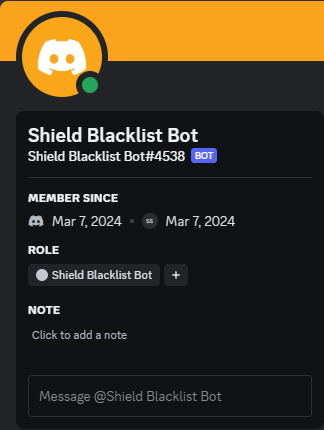 Shield Blacklist Bot
Shield Blacklist Bot#4538 BOT
MEMBER SINCE
Mar 7, 2024 • ss Mar 7, 2024
ROLE
Shield Blacklist Bot +
NOTE
Click to add a note
Message @Shield Blacklist Bot